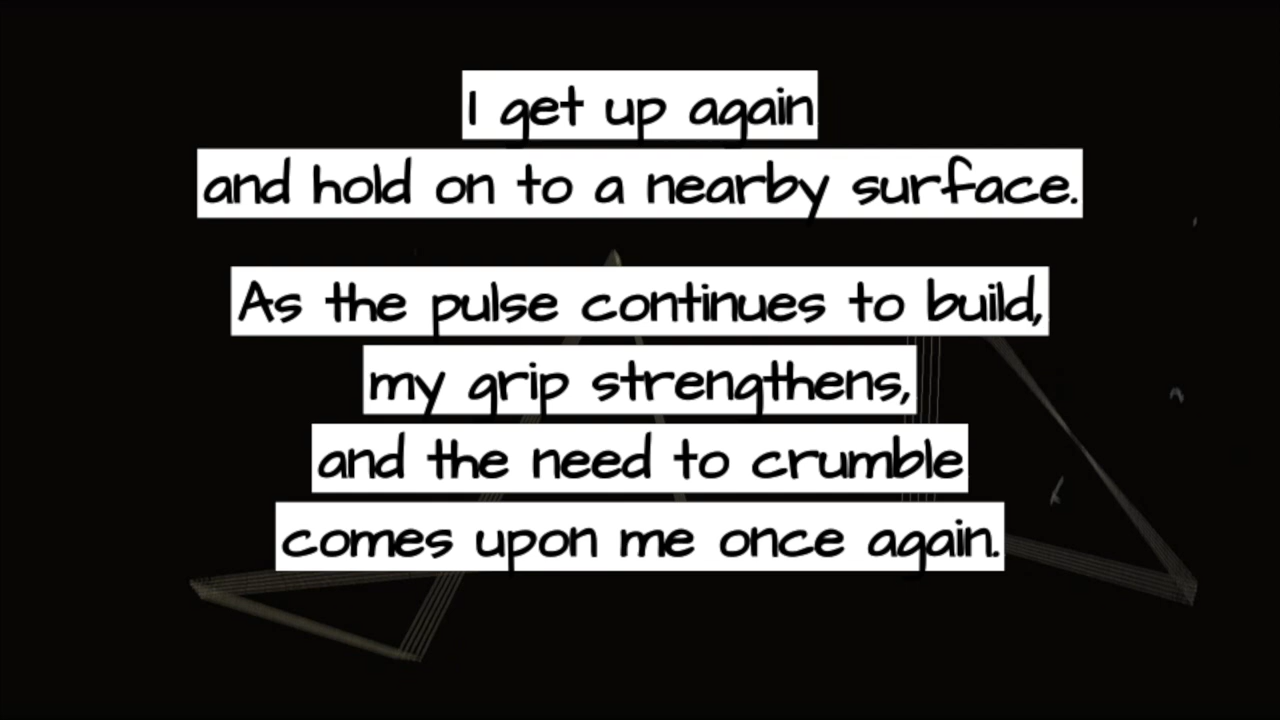 I get up again
and hold on to a nearby surface.
As the pulse continues to build,
my grip strengthens,
and the need to crumble
comes upon me once again.